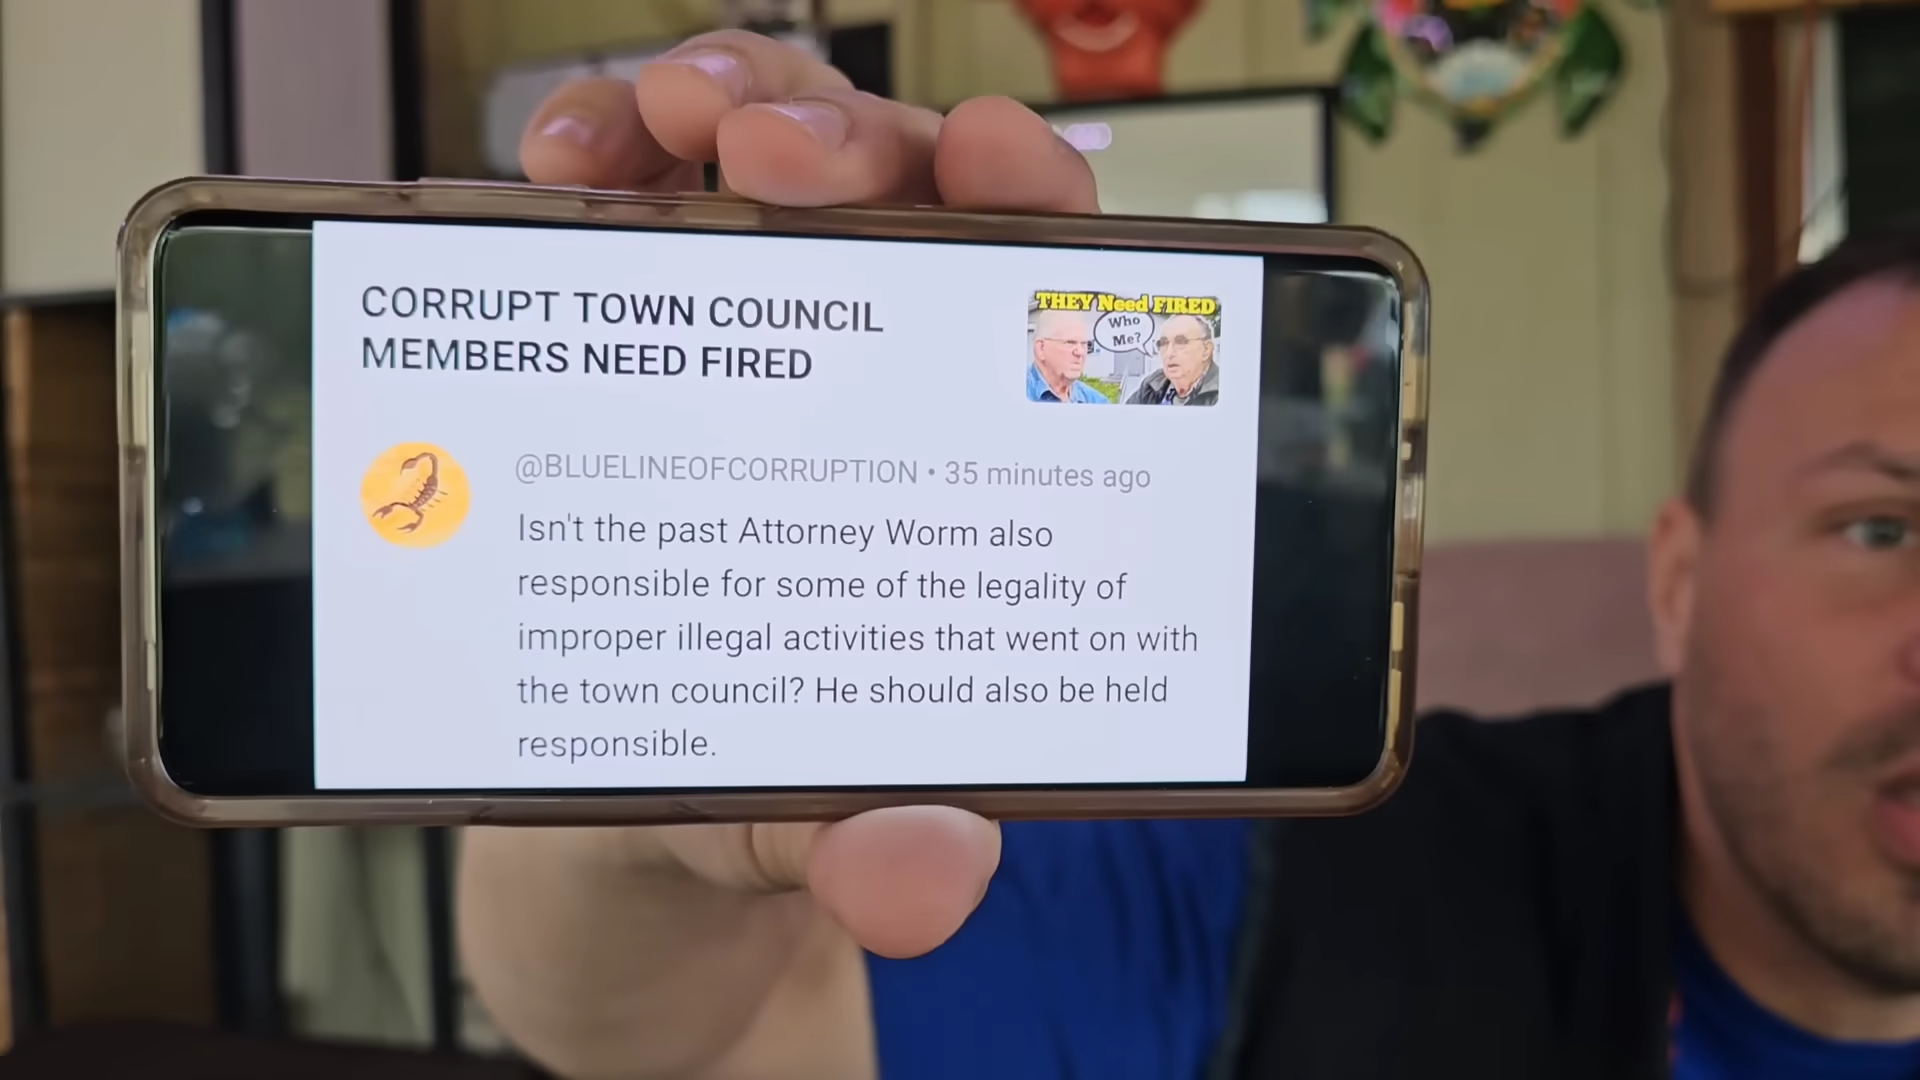 CORRUPT TOWN COUNCIL
MEMBERS NEED FIRED
THEY Need FIRED
Who
Me?
@BLUELINEOFCORRUPTION • 35 minutes ago
Isn't the past Attorney Worm also
responsible for some of the legality of
improper illegal activities that went on with
the town council? He should also be held
responsible.